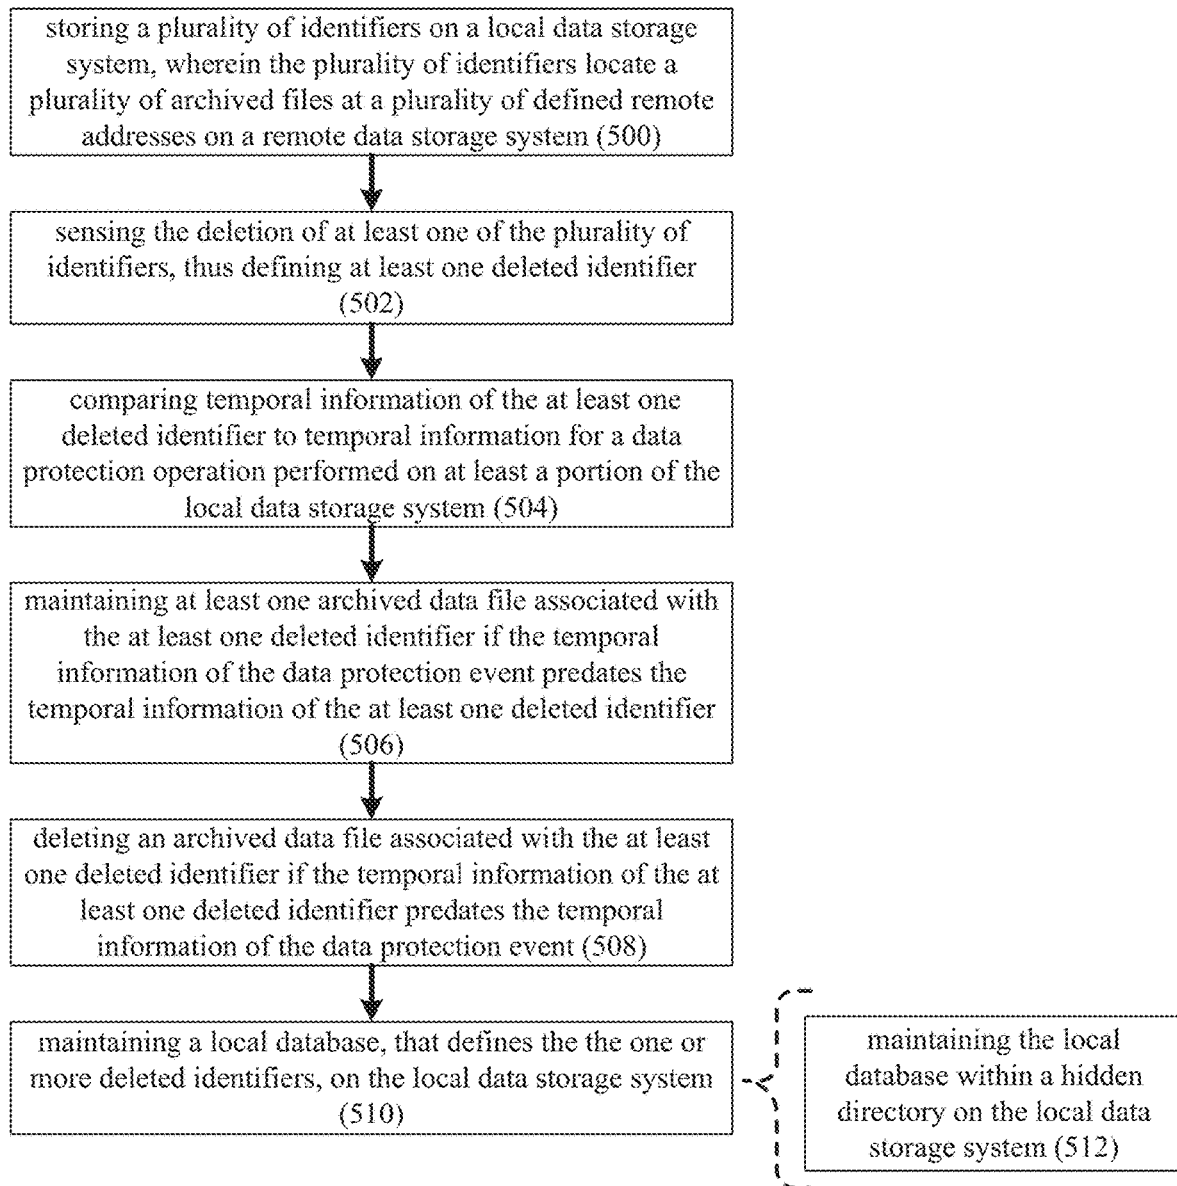 storing a plurality of identifiers on a local data storage
system, wherein the plurality of identifiers locate a
plurality of archived files at a plurality of defined remote
addresses on a remote data storage system (500)
sensing the deletion of at least one of the plurality of
identifiers, thus defining at least one deleted identifier
(502)
comparing temporal information of the at least one
deleted identifier to temporal information for a data
protection operation performed on at least a portion of the
local data storage system (504)
maintaining at least one archived data file associated with
the at least one deleted identifier if the temporal
information of the data protection event predates the
temporal information of the at least one deleted identifier
(506)
deleting an archived data file associated with the at least
one deleted identifier if the temporal information of the at
least one deleted identifier predates the temporal
information of the data protection event (508)
maintaining a local database, that defines the the one or
more deleted identifiers, on the local data storage system
(510)
maintaining the local
database within a hidden
directory on the local data
storage system (512)